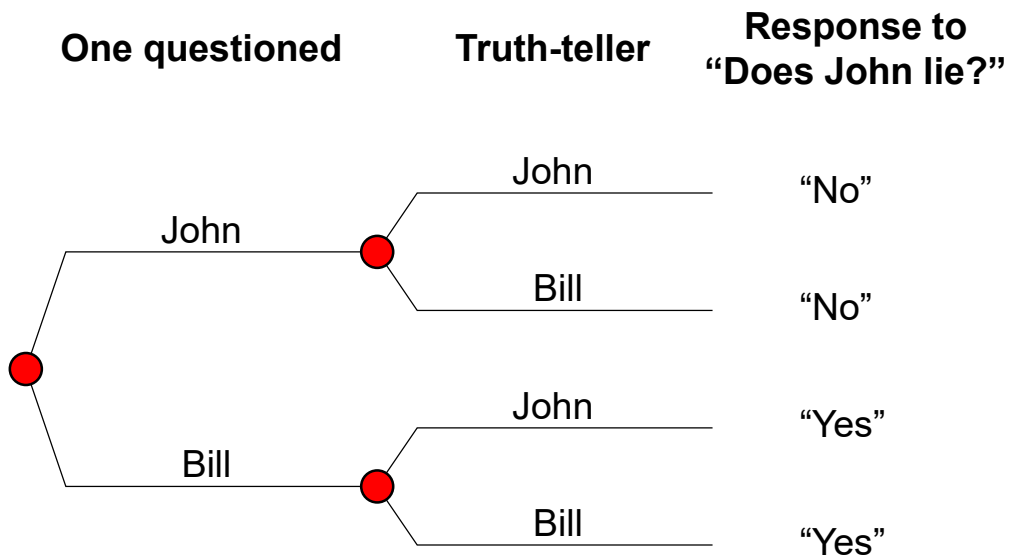 One questioned
Truth-teller
Response to
“Does John lie?”
John
“No”
John
Bill
“No”
John
“Yes”
Bill
Bill
“Yes”